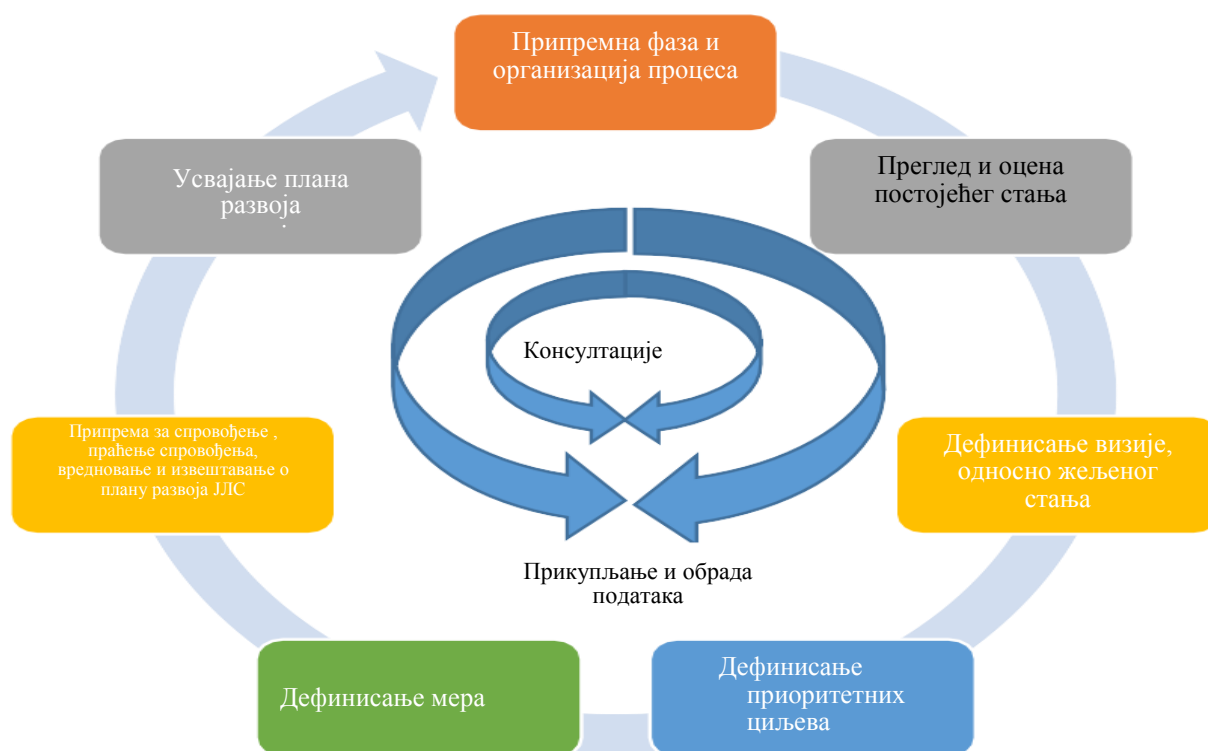 Припремна фаза и
организација процеса
Преглед и оцена
постојећег стања
Дефинисање визије,
односно жељеног
стања
Дефинисање
приоритетних
циљева
Дефинисање мера
Припрема за спровођење ,
праћење спровођења,
вредновање и извештавање о
плану развоја ЈЛС
Усвајање плана
развоја
Консултације
Прикупљање и обрада
података